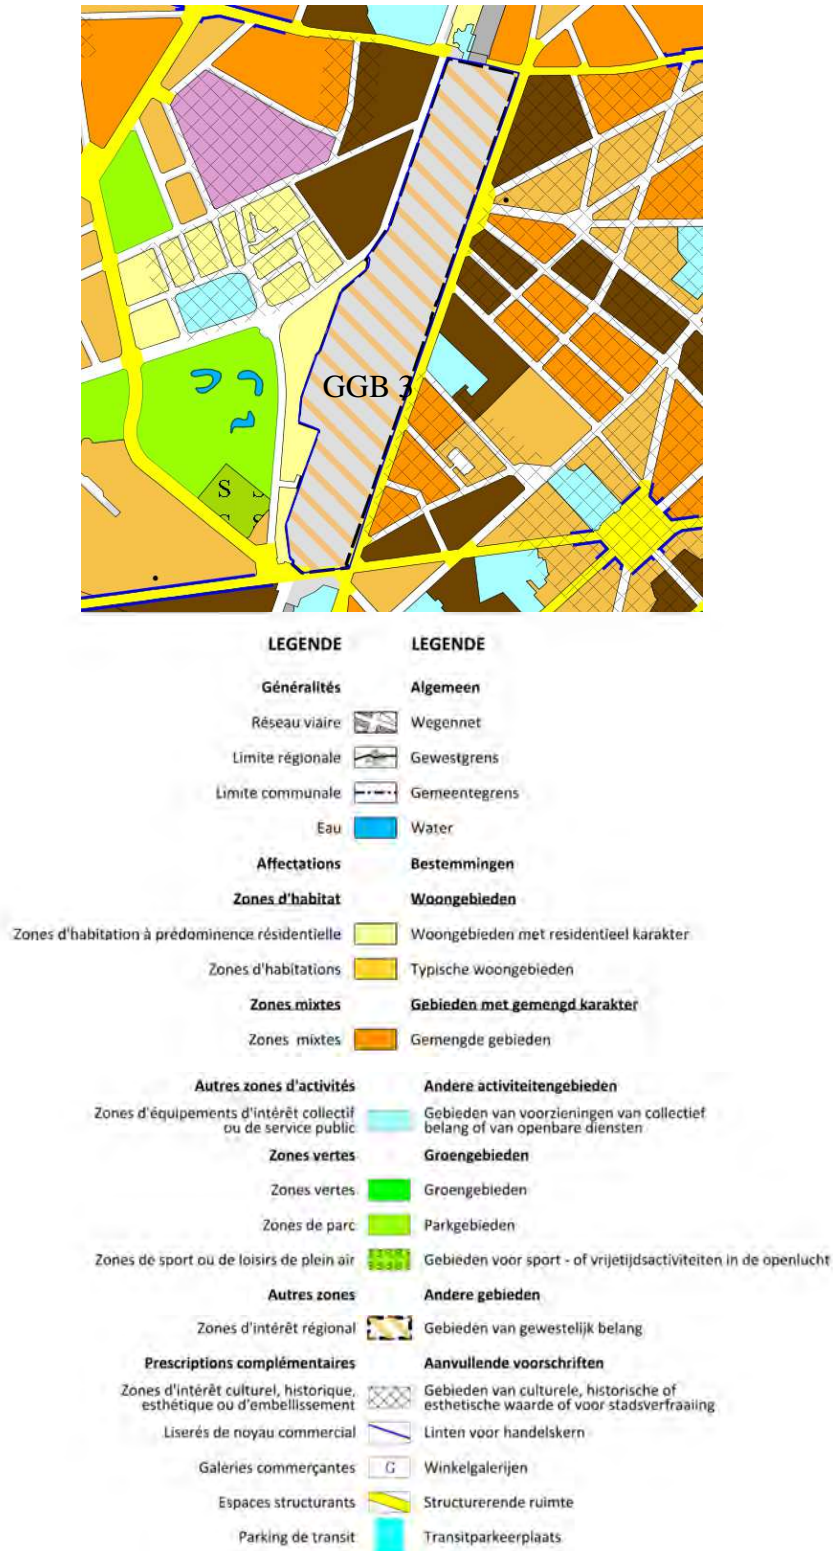 GGB 3
S S
S S
LEGENDE LEGENDE
Généralités Algemeen
Réseau viaire Wegennet
Limite régionale Gewestgrens
Limite communale Gemeentegrens
Eau Water
Affectations Bestemmingen
Zones d'habitat Woongebieden
Zones d'habitation à prédominence résidentielle Woongebieden met residentieel karakter
Zones d'habitations Typische woongebieden
Zones mixtes Gebieden met gemengd karakter
Zones mixtes Gemengde gebieden
Autres zones d'activités Andere activiteitengebieden
Zones d'équipements d'intérêt collectif Gebieden van voorzieningen van collectief
ou de service public belang of van openbare diensten
Zones vertes Groengebieden
Zones vertes Groengebieden
Zones de parc Parkgebieden
Zones de sport ou de loisirs de plein air Gebieden voor sport - of vrijetijdsactiviteiten in de openlucht
Autres zones Andere gebieden
Zones d'intérêt régional Gebieden van gewestelijk belang
Prescriptions complémentaires Aanvullende voorschriften
Zones d'intérêt culturel, historique, Gebieden van culturele, historische of
esthétique ou d'embellissement esthetische waarde of voor stadsverfraaiing
Liserés de noyau commercial Linten voor handelskern
Galeries commerçantes G Winkelgalerijen
Espaces structurants Structurerende ruimte
Parking de transit Transitparkeerplaats